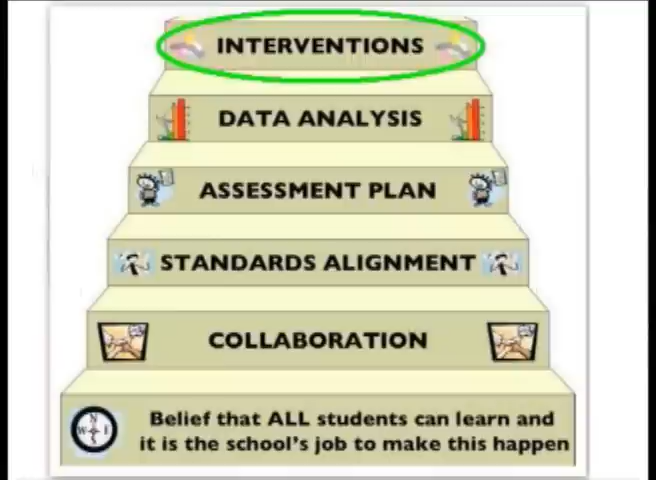 INTERVENTIONS
DATA ANALYSIS
ASSESSMENT PLAN
STANDARDS ALIGNMENT
COLLABORATION
N
W E
S
Belief that ALL students can learn and
it is the school's job to make this happen